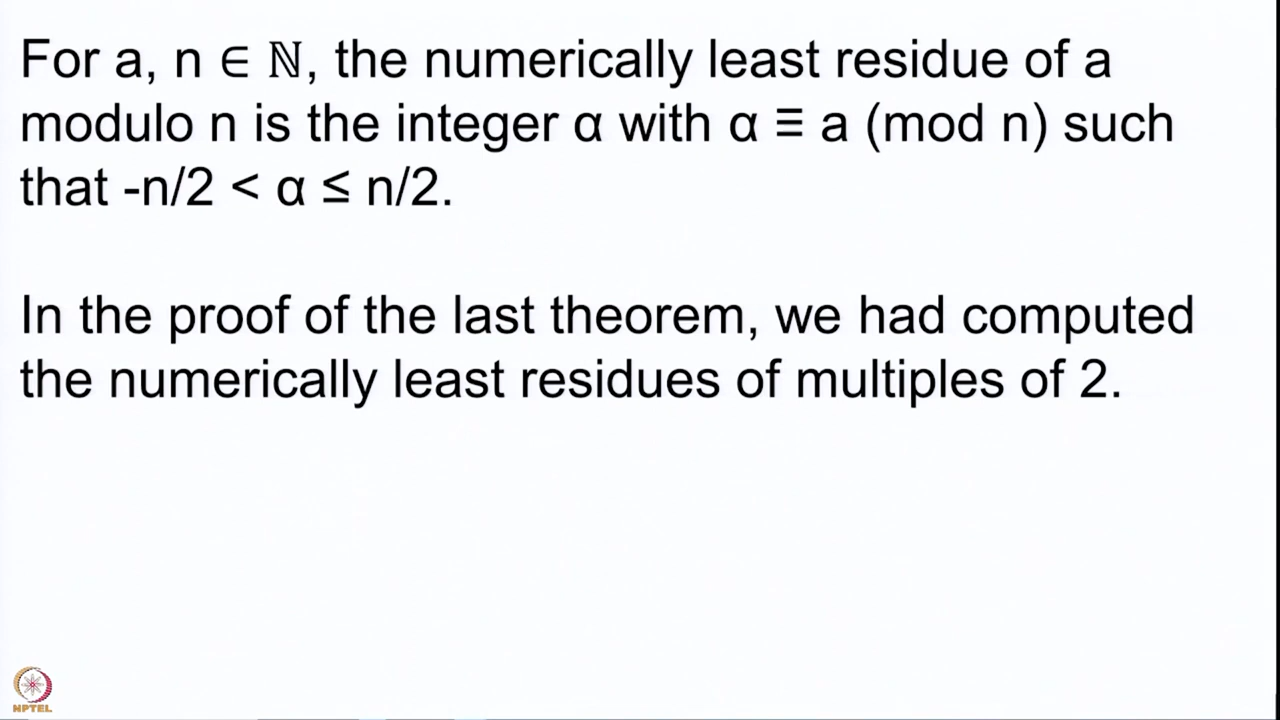 For a, n ∈ ℕ, the numerically least residue of a
modulo n is the integer α with α ≡ a (mod n) such
that -n/2 < α ≤ n/2.
In the proof of the last theorem, we had computed
the numerically least residues of multiples of 2.
NPTEL